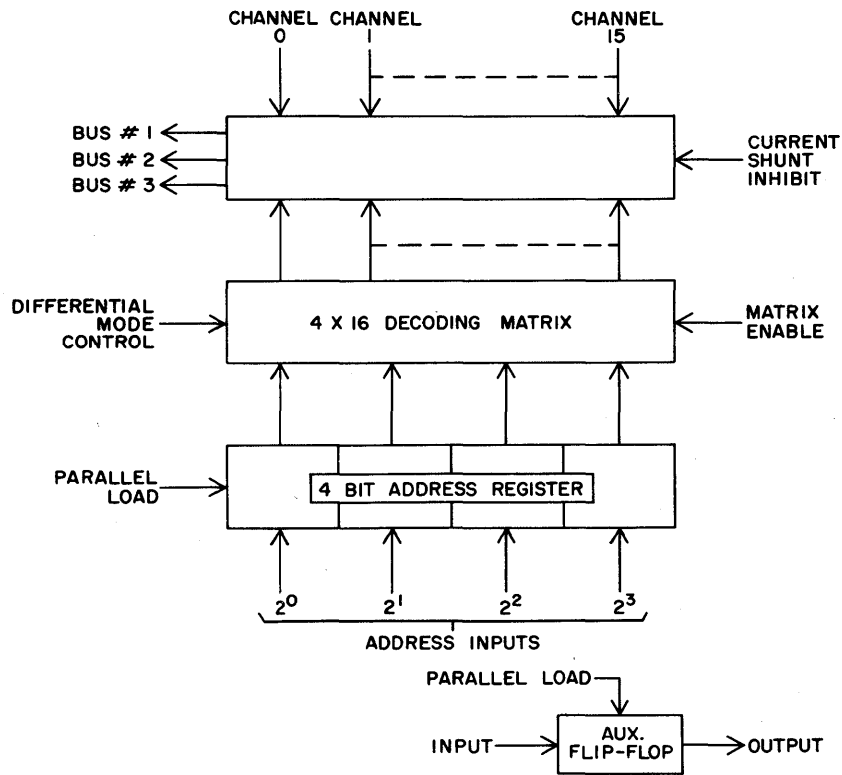 CHANNEL CHANNEL CHANNEL
0 1 15
BUS # 1
BUS # 2
BUS # 3
CURRENT
SHUNT
INHIBIT
DIFFERENTIAL
MODE
CONTROL
4 X 16 DECODING MATRIX
MATRIX
ENABLE
PARALLEL
LOAD
4 BIT ADDRESS REGISTER
2⁰ 2¹ 2² 2³
ADDRESS INPUTS
PARALLEL LOAD
INPUT
AUX.
FLIP-FLOP
OUTPUT